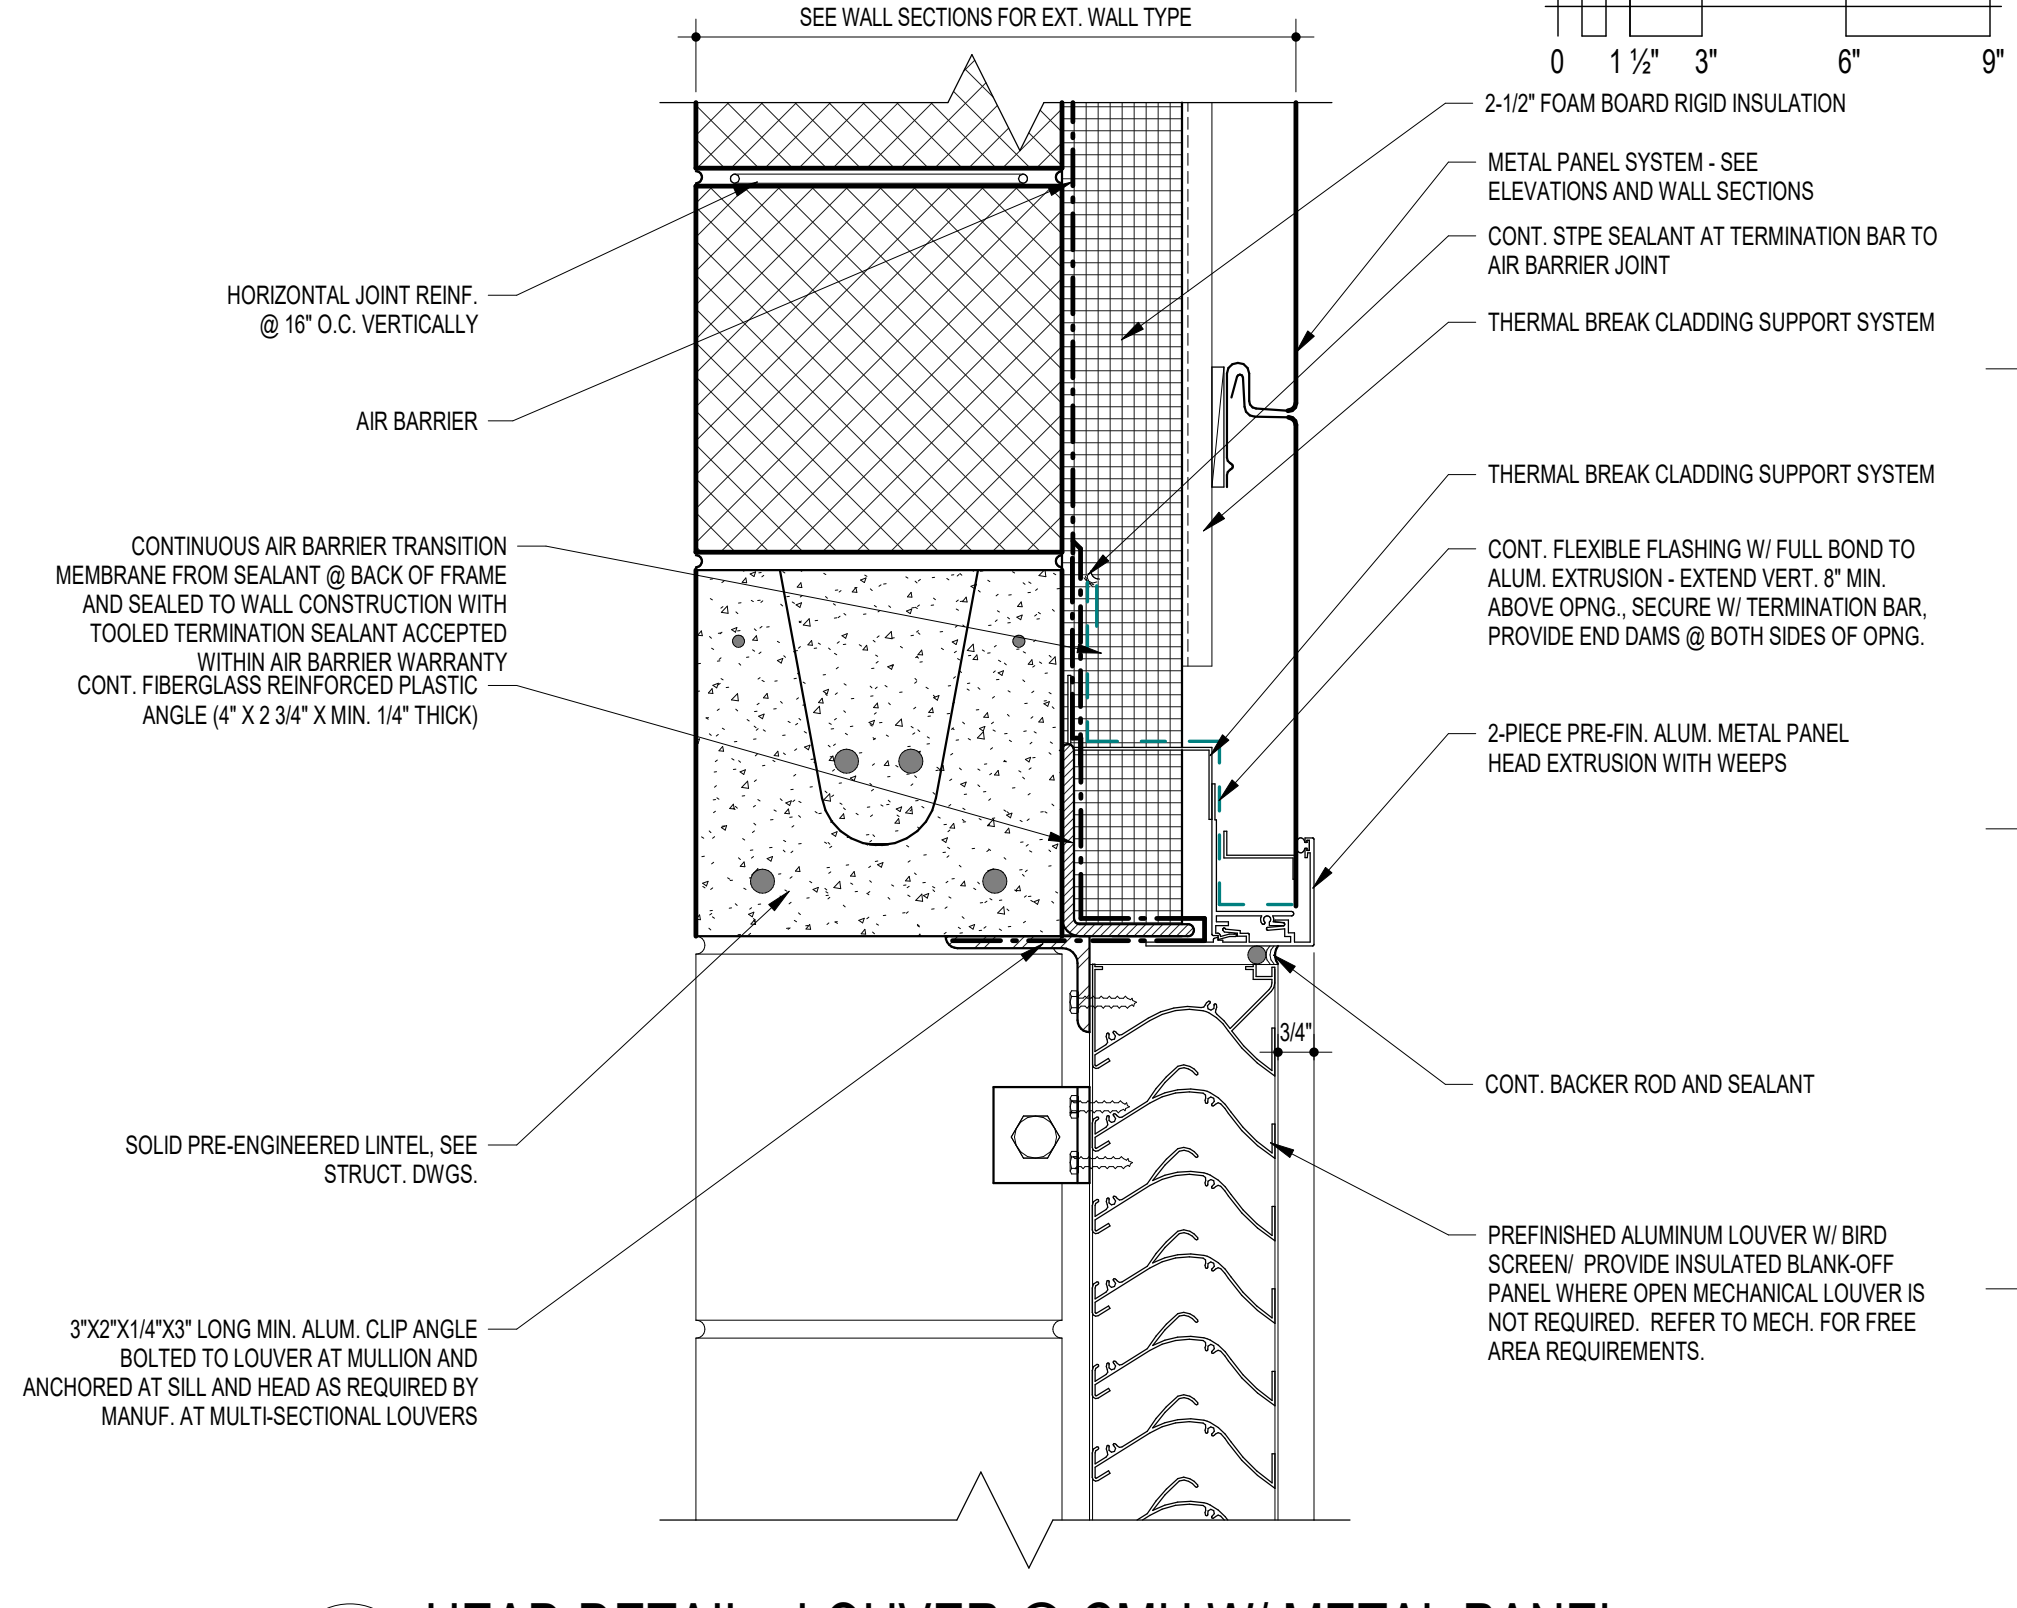 SEE WALL SECTIONS FOR EXT. WALL TYPE
0 1 ½" 3" 6" 9"
2-1/2" FOAM BOARD RIGID INSULATION
METAL PANEL SYSTEM - SEE
ELEVATIONS AND WALL SECTIONS
CONT. STPE SEALANT AT TERMINATION BAR TO
AIR BARRIER JOINT
THERMAL BREAK CLADDING SUPPORT SYSTEM
THERMAL BREAK CLADDING SUPPORT SYSTEM
CONT. FLEXIBLE FLASHING W/ FULL BOND TO
ALUM. EXTRUSION - EXTEND VERT. 8" MIN.
ABOVE OPNG., SECURE W/ TERMINATION BAR,
PROVIDE END DAMS @ BOTH SIDES OF OPNG.
2-PIECE PRE-FIN. ALUM. METAL PANEL
HEAD EXTRUSION WITH WEEPS
3/4"
CONT. BACKER ROD AND SEALANT
PREFINISHED ALUMINUM LOUVER W/ BIRD
SCREEN/ PROVIDE INSULATED BLANK-OFF
PANEL WHERE OPEN MECHANICAL LOUVER IS
NOT REQUIRED. REFER TO MECH. FOR FREE
AREA REQUIREMENTS.
HORIZONTAL JOINT REINF.
@ 16" O.C. VERTICALLY
AIR BARRIER
CONTINUOUS AIR BARRIER TRANSITION
MEMBRANE FROM SEALANT @ BACK OF FRAME
AND SEALED TO WALL CONSTRUCTION WITH
TOOLED TERMINATION SEALANT ACCEPTED
WITHIN AIR BARRIER WARRANTY
CONT. FIBERGLASS REINFORCED PLASTIC
ANGLE (4" X 2 3/4" X MIN. 1/4" THICK)
SOLID PRE-ENGINEERED LINTEL, SEE
STRUCT. DWGS.
3"X2"X1/4"X3" LONG MIN. ALUM. CLIP ANGLE
BOLTED TO LOUVER AT MULLION AND
ANCHORED AT SILL AND HEAD AS REQUIRED BY
MANUF. AT MULTI-SECTIONAL LOUVERS
HEAD DETAIL - LOUVER @ CMU W/ METAL PANEL